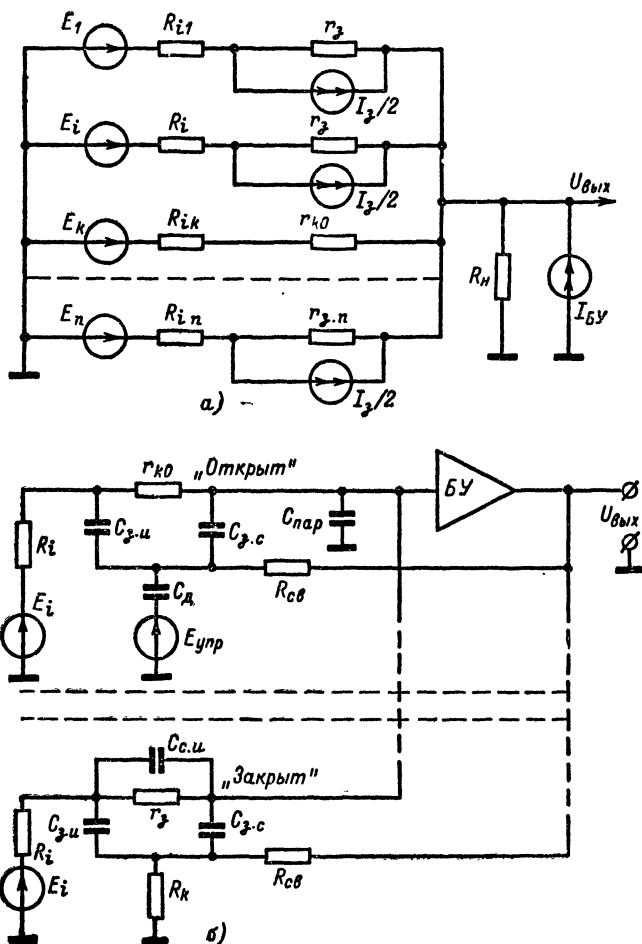 E1 Ri1 rз
Iз/2
Ei Ri rз
Iз/2
Uвых
Ek Rik rk0
Rн
IБУ
En Rin rз.п
Iз/2
а)
rk0 „Открыт"
БУ
Cз.и
Cз.с
Cпар
Uвых
Ri
Rсв
Cд
Ei
Eупр
Cс.и
„Закрыт"
rз
Cз.и
Cз.с
Ri
Rсв
Ei
Rк
б)